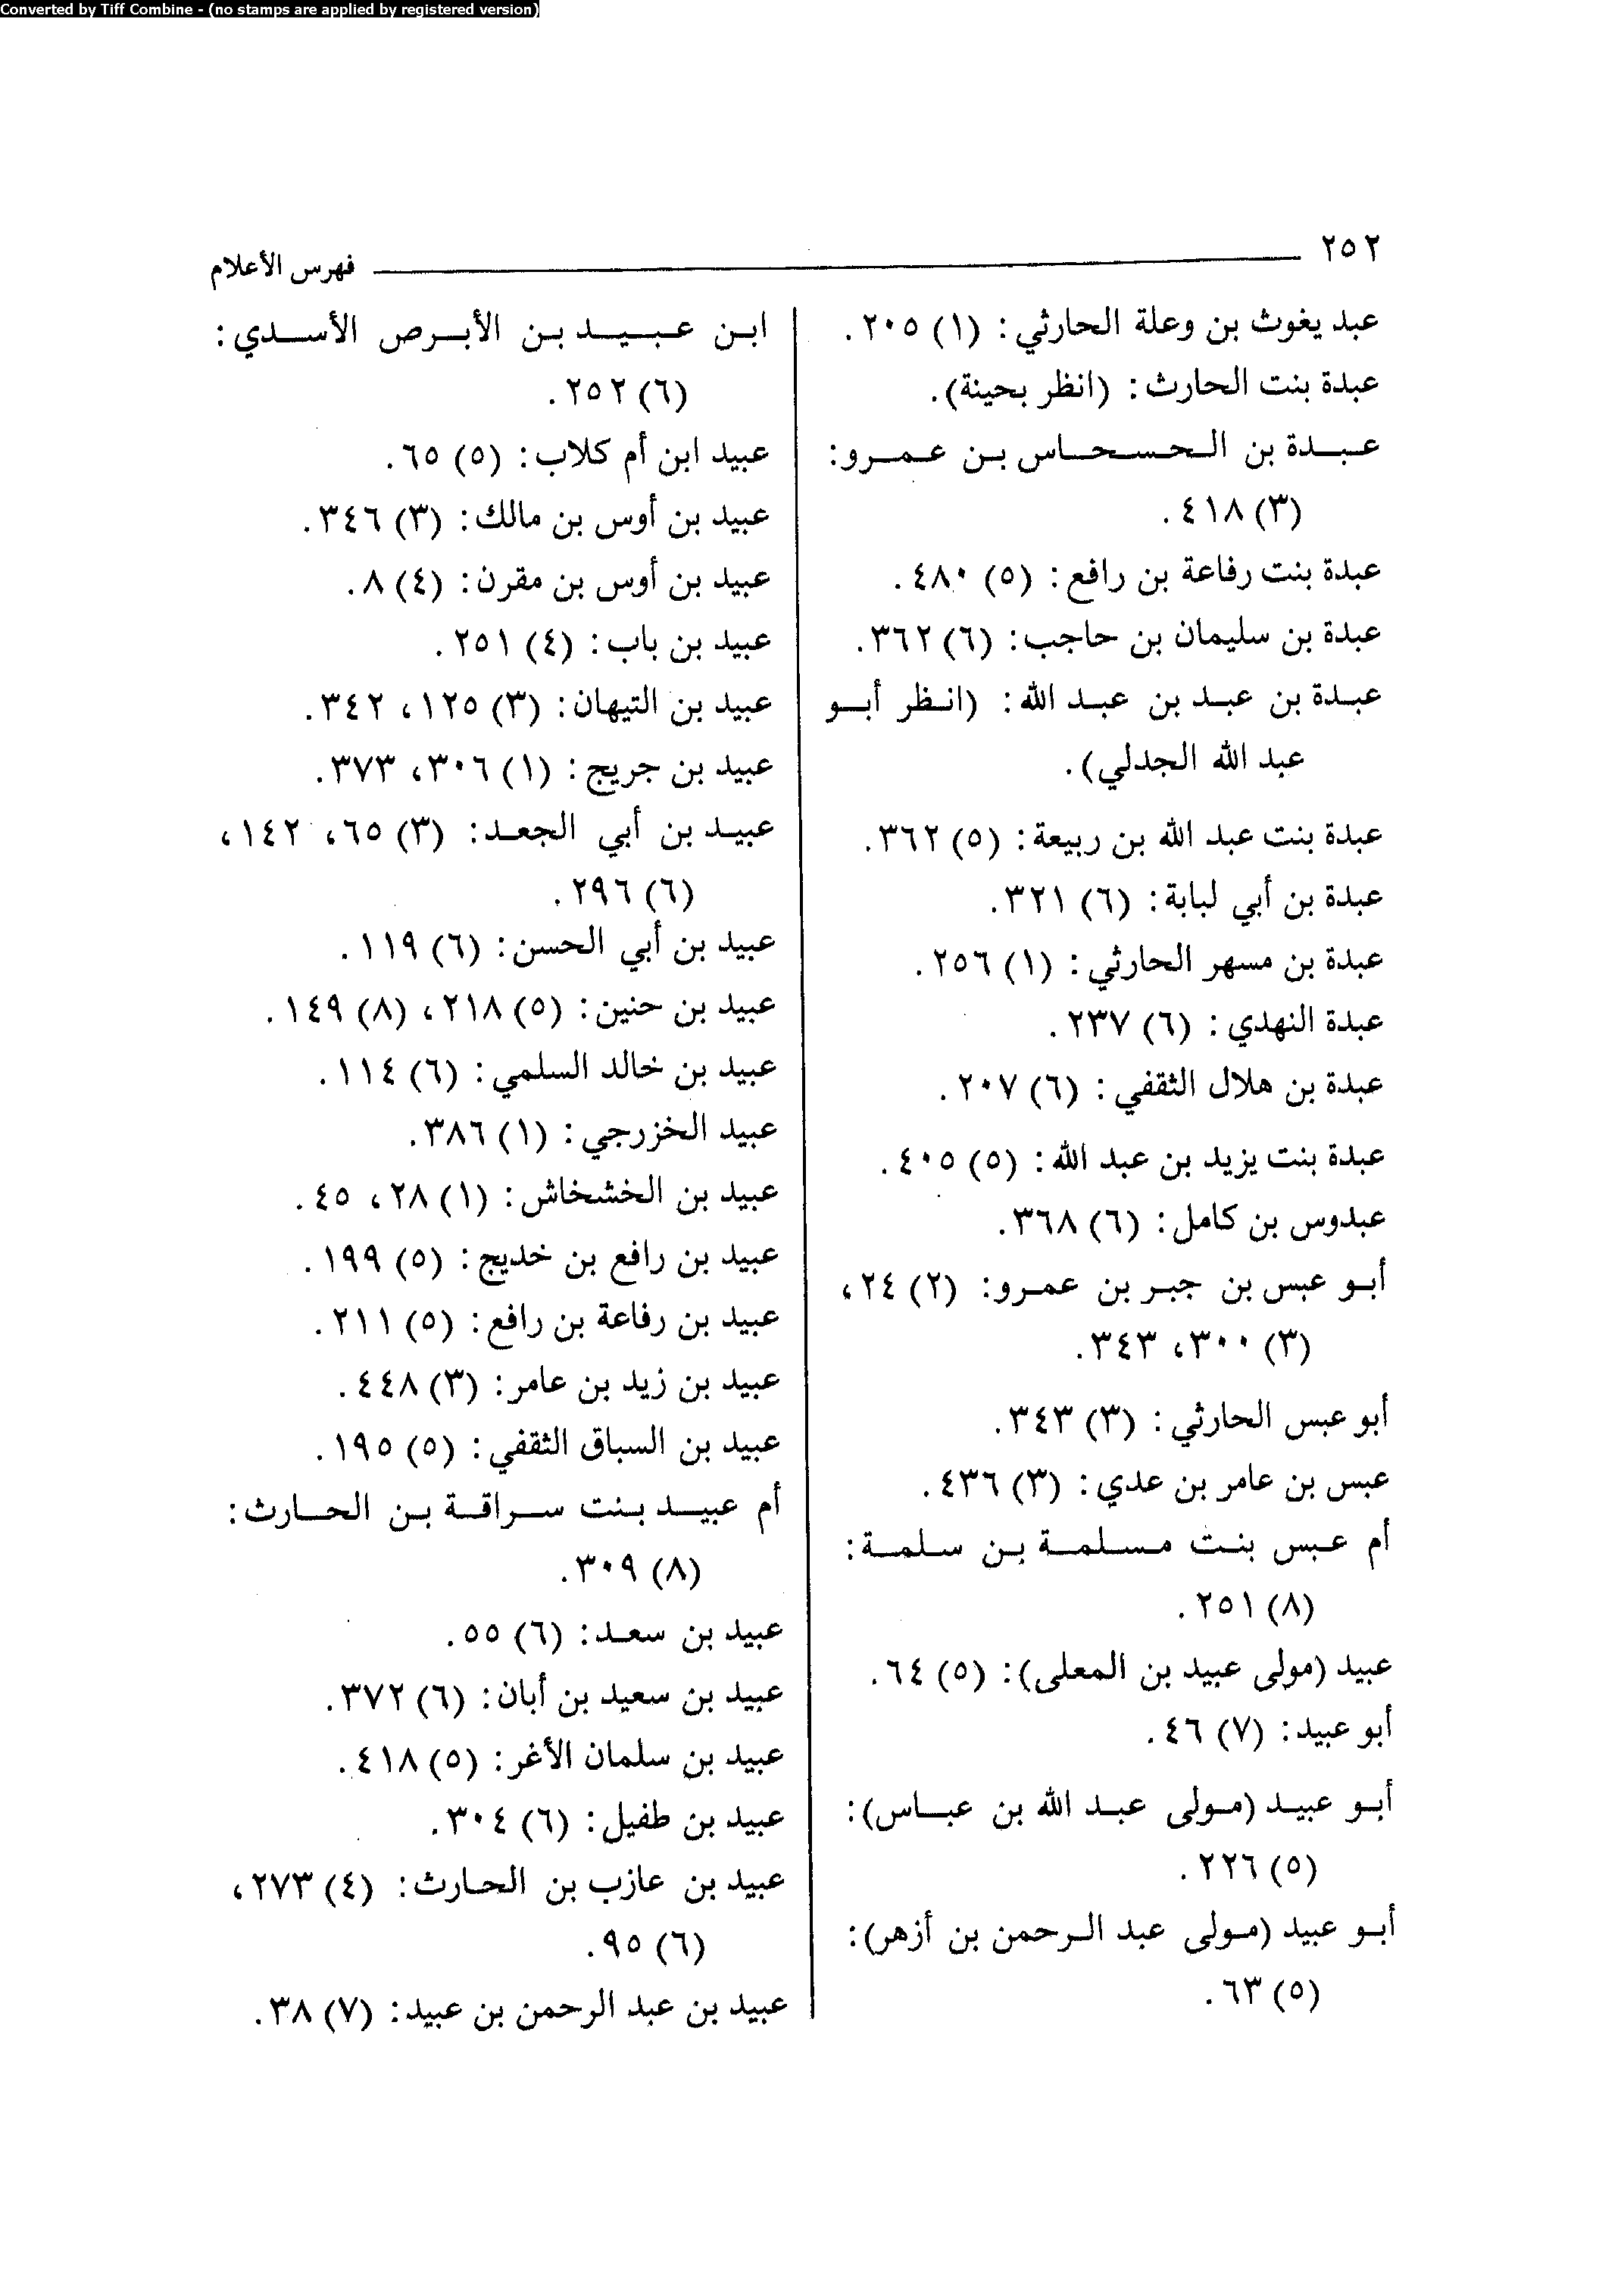 Converted by Tiff Combine - (no stamps are applied by registered version)
٢٥٢
فهرس الأعلام
عبد يغوث بن وعلة الحارثي: (١) ٢٠٥.
عبدة بنت الحارث: (انظر بحينة).
عبدة بن الحسحاس بن عمرو:
(٣) ٤١٨.
عبدة بنت رفاعة بن رافع: (٥) ٤٨٠.
عبدة بن سليمان بن حاجب: (٦) ٣٦٢.
عبدة بن عبد بن عبد الله: (انظر أبو
عبد الله الجدلي).
عبدة بنت عبد الله بن ربيعة: (٥) ٣٦٢.
عبدة بن أبي لبابة: (٦) ٣٢١.
عبدة بن مسهر الحارثي: (١) ٢٥٦.
عبدة النهدي: (٦) ٢٣٧.
عبدة بن هلال الثقفي: (٦) ٢٠٧.
عبدة بنت يزيد بن عبد الله: (٥) ٤٠٥.
عبدوس بن كامل: (٦) ٣٦٨.
أبو عبس بن جبر بن عمرو: (٢) ٢٤،
(٣) ٣٠٠، ٣٤٣.
أبو عبس الحارثي: (٣) ٣٤٣.
عبس بن عامر بن عدي: (٣) ٤٣٦.
أم عبس بنت مسلمة بن سلمة:
(٨) ٢٥١.
عبيد (مولى عبيد بن المعلى): (٥) ٦٤.
أبو عبيد: (٧) ٤٦.
أبو عبيد (مولى عبد الله بن عباس):
(٥) ٢٢٦.
أبو عبيد (مولى عبد الرحمن بن أزهر):
(٥) ٦٣.
ابن عبيد بن الأبرص الأسدي:
(٦) ٢٥٢.
عبيد ابن أم كلاب: (٥) ٦٥.
عبيد بن أوس بن مالك: (٣) ٣٤٦.
عبيد بن أوس بن مقرن: (٤) ٨.
عبيد بن باب: (٤) ٢٥١.
عبيد بن التيهان: (٣) ١٢٥، ٣٤٢.
عبيد بن جريج: (١) ٣٠٦، ٣٧٣.
عبيد بن أبي الجعد: (٣) ٦٥، ١٤٢،
(٦) ٢٩٦.
عبيد بن أبي الحسن: (٦) ١١٩.
عبيد بن حنين: (٥) ٢١٨، (٨) ١٤٩.
عبيد بن خالد السلمي: (٦) ١١٤.
عبيد الخزرجي: (١) ٣٨٦.
عبيد بن الخشخاش: (١) ٢٨، ٤٥.
عبيد بن رافع بن خديج: (٥) ١٩٩.
عبيد بن رفاعة بن رافع: (٥) ٢١١.
عبيد بن زيد بن عامر: (٣) ٤٤٨.
عبيد بن السباق الثقفي: (٥) ١٩٥.
أم عبيد بنت سراقة بن الحارث:
(٨) ٣٠٩.
عبيد بن سعد: (٦) ٥٥.
عبيد بن سعيد بن أبان: (٦) ٣٧٢.
عبيد بن سلمان الأغر: (٥) ٤١٨.
عبيد بن طفيل: (٦) ٣٠٤.
عبيد بن عازب بن الحارث: (٤) ٢٧٣،
(٦) ٩٥.
عبيد بن عبد الرحمن بن عبيد: (٧) ٣٨.